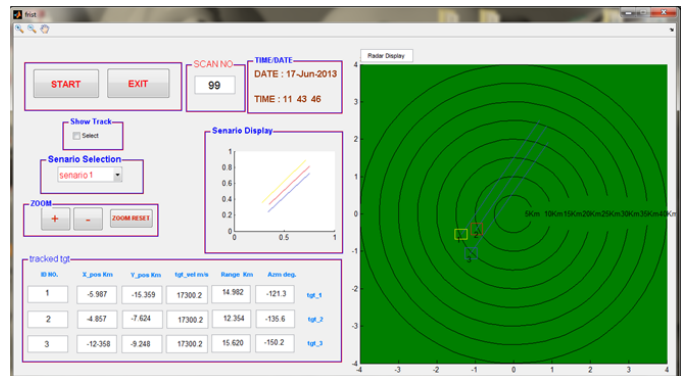 first
SCAN NO
TIME/DATE
START
EXIT
99
DATE : 17-Jun-2013
TIME : 11 43 46
Show Track
Select
Senario Selection
senario 1
ZOOM
+
-
ZOOM RESET
Senario Display
1
0.8
0.6
0.4
0.2
0
0 0.5 1
tracked tgt
ID NO. X_pos Km Y_pos Km tgt_vel m/s Range Km Azm deg.
1 -5.987 -15.359 17300.2 14.982 -121.3 tgt_1
2 -4.857 -7.624 17300.2 12.354 -135.6 tgt_2
3 -12-358 -9.248 17300.2 15.620 -150.2 tgt_3
Radar Display
4
3
2
1
0
-1
-2
-3
-4
5Km 10Km 15Km 20Km 25Km 30Km 35Km 40Km
3
-4 -3 -2 -1 0 1 2 3 4